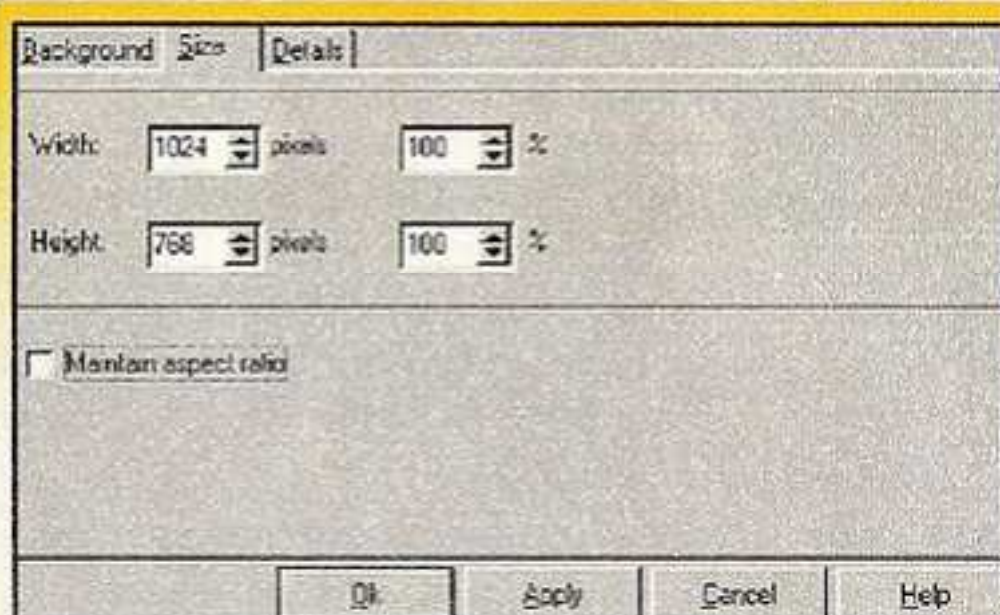 Background Size Details
Width: 1024 pixels 100 %
Height: 768 pixels 100 %
Maintain aspect ratio
Ok Apply Cancel Help